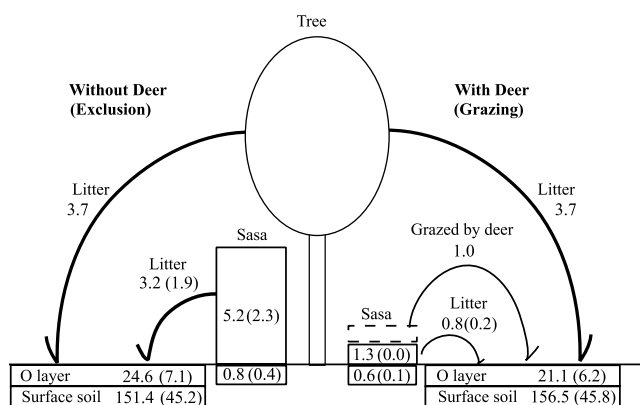 Tree
Without Deer
(Exclusion)
With Deer
(Grazing)
Litter
3.7
Litter
3.7
Sasa
Litter
3.2 (1.9)
5.2(2.3)
Grazed by deer
1.0
Sasa
Litter
0.8(0.2)
1.3 (0.0)
O layer 24.6 (7.1)
Surface soil 151.4 (45.2)
0.8 (0.4)
0.6(0.1)
O layer 21.1 (6.2)
Surface soil 156.5 (45.8)